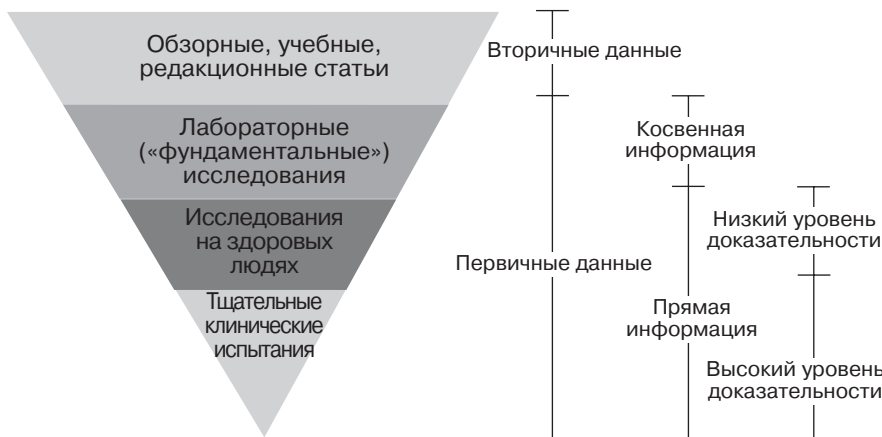 Обзорные, учебные,
редакционные статьи
Лабораторные
(«фундаментальные»)
исследования
Исследования
на здоровых
людях
Тщательные
клинические
испытания
Вторичные данные
Первичные данные
Косвенная
информация
Прямая
информация
Низкий уровень
доказательности
Высокий уровень
доказательности